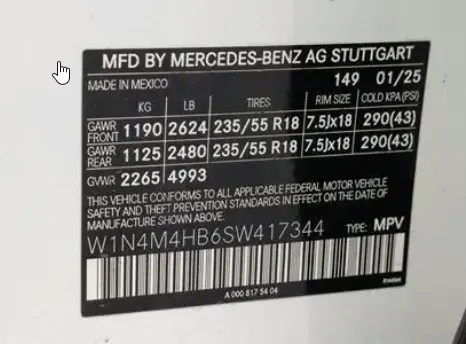 MFD BY MERCEDES-BENZ AG STUTTGART
MADE IN MEXICO 149 01/25
KG LB TIRES RIM SIZE COLD KPA(PSI)
GAWR FRONT 1190 2624 235/55 R18 7.5Jx18 290(43)
GAWR REAR 1125 2480 235/55 R18 7.5Jx18 290(43)
GVWR 2265 4993
THIS VEHICLE CONFORMS TO ALL APPLICABLE FEDERAL MOTOR VEHICLE
SAFETY AND THEFT PREVENTION STANDARDS IN EFFECT ON THE DATE OF
MANUFACTURE SHOWN ABOVE.
W1N4M4HB6SW417344 TYPE: MPV
A 000 817 54 04